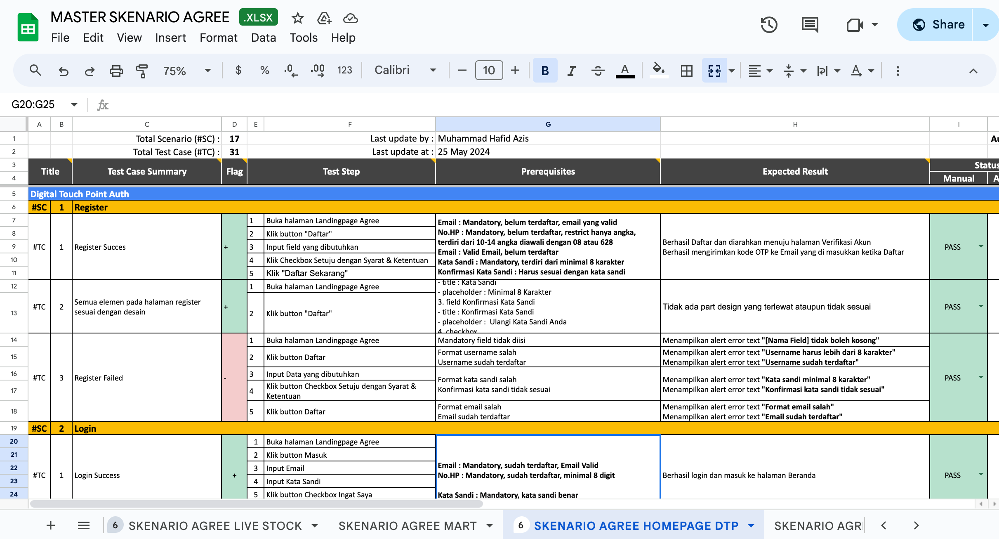 MASTER SKENARIO AGREE .XLSX
File Edit View Insert Format Data Tools Help
Share
75% $ % .0 .00 123 Calibri 10 B I A A
G20:G25 fx
A B C D E F G H I
1 Total Scenario (#SC) : 17 Last update by : Muhammad Hafid Azis
2 Total Test Case (#TC) : 31 Last update at : 25 May 2024
3 Title Test Case Summary Flag Test Step Prerequisites Expected Result Status
4 Manual
5 Digital Touch Point Auth
6 #SC 1 Register
7 1 Buka halaman Landingpage Agree
8 2 Klik button "Daftar"
9 3 Input field yang dibutuhkan
10 4 Klik Checkbox Setuju dengan Syarat & Ketentuan
11 5 Klik "Daftar Sekarang"
#TC 1 Register Succes +
Email : Mandatory, belum terdaftar, email yang valid
No.HP : Mandatory, belum terdaftar, restrict hanya angka,
terdiri dari 10-14 angka diawali dengan 08 atau 628
Email : Valid Email, belum terdaftar
Kata Sandi : Mandatory, terdiri dari minimal 8 karakter
Konfirmasi Kata Sandi : Harus sesuai dengan kata sandi
Berhasil Daftar dan diarahkan menuju halaman Verifikasi Akun
Berhasil mengirimkan kode OTP ke Email yang di masukkan ketika Daftar
PASS
12 1 Buka halaman Landingpage Agree
13 2 Klik button "Daftar"
#TC 2 Semua elemen pada halaman register
sesuai dengan desain
+
- title : Kata Sandi
- placeholder : Minimal 8 Karakter
3. field Konfirmasi Kata Sandi
- title : Konfirmasi Kata Sandi
- placeholder : Ulangi Kata Sandi Anda
4. checkbox
Tidak ada part design yang terlewat ataupun tidak sesuai
PASS
14 1 Buka halaman Landingpage Agree Mandatory field tidak diisi Menampilkan alert error text "[Nama Field] tidak boleh kosong"
15 2 Klik button Daftar
Format username salah Menampilkan alert error text "Username harus lebih dari 8 karakter"
Username sudah terdaftar Menampilkan alert error text "Username sudah terdaftar"
16 3 Input Data yang dibutuhkan
#TC 3 Register Failed - PASS
Format kata sandi salah Menampilkan alert error text "Kata sandi minimal 8 karakter"
Konfirmasi kata sandi tidak sesuai Menampilkan alert error text "Konfirmasi kata sandi tidak sesuai"
17 4 Klik button Checkbox Setuju dengan Syarat &
Ketentuan
18 5 Klik button Daftar
Format email salah Menampilkan alert error text "Format email salah"
Email sudah terdaftar Menampilkan alert error text "Email sudah terdaftar"
19 #SC 2 Login
20 1 Buka halaman Landingpage Agree
21 2 Klik button Masuk
22 3 Input Email
23 4 Input Kata Sandi
24 5 Klik button Checkbox Ingat Saya
#TC 1 Login Success +
Email : Mandatory, sudah terdaftar, Email Valid
No.HP : Mandatory, sudah terdaftar, minimal 8 digit
Kata Sandi : Mandatory, kata sandi benar
Berhasil login dan masuk ke halaman Beranda
PASS
6 SKENARIO AGREE LIVE STOCK SKENARIO AGREE MART 6 SKENARIO AGREE HOMEPAGE DTP SKENARIO AGRI